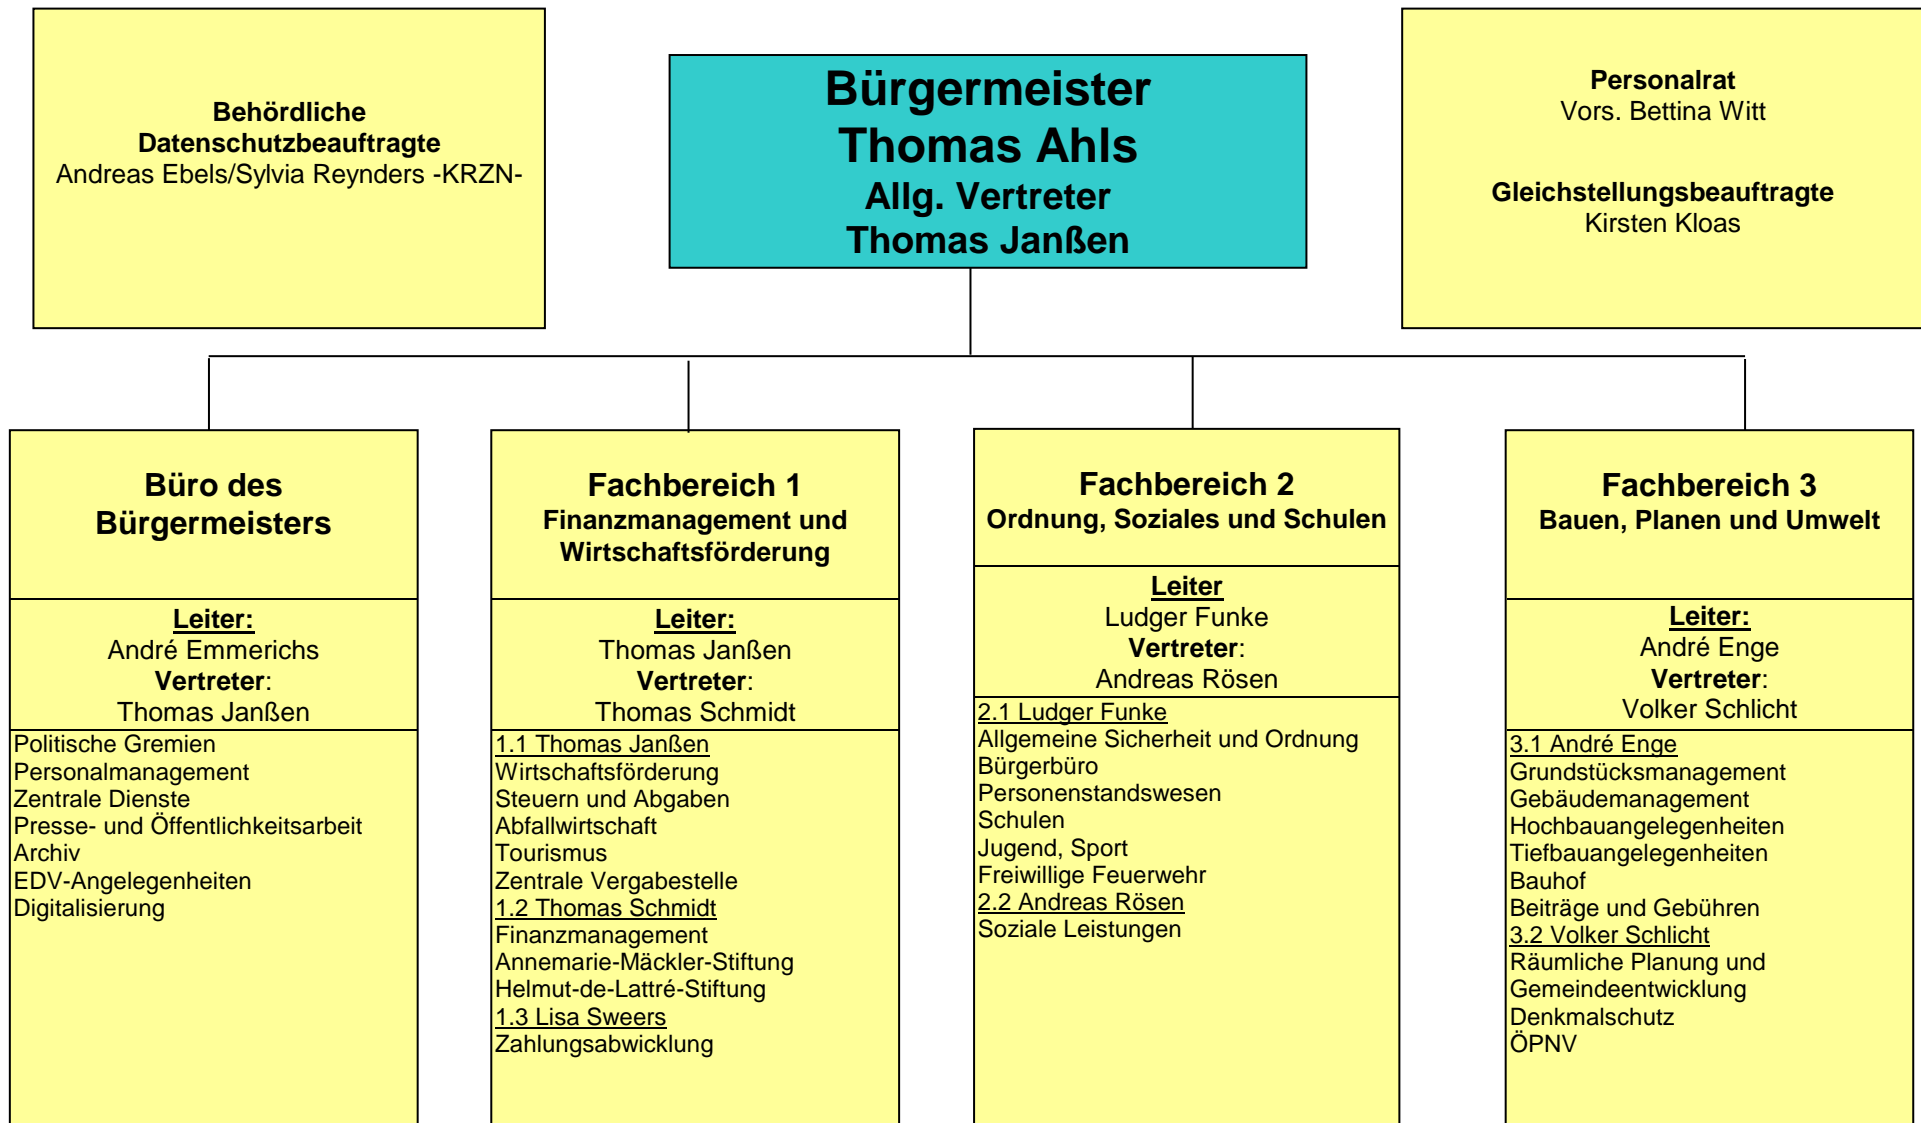 Behördliche
Datenschutzbeauftragte
Andreas Ebels/Sylvia Reynders -KRZN-
Bürgermeister
Thomas Ahls
Allg. Vertreter
Thomas Janßen
Personalrat
Vors. Bettina Witt
Gleichstellungsbeauftragte
Kirsten Kloas
Büro des
Bürgermeisters
Leiter:
André Emmerichs
Vertreter:
Thomas Janßen
Politische Gremien
Personalmanagement
Zentrale Dienste
Presse- und Öffentlichkeitsarbeit
Archiv
EDV-Angelegenheiten
Digitalisierung
Fachbereich 1
Finanzmanagement und
Wirtschaftsförderung
Leiter:
Thomas Janßen
Vertreter:
Thomas Schmidt
1.1 Thomas Janßen
Wirtschaftsförderung
Steuern und Abgaben
Abfallwirtschaft
Tourismus
Zentrale Vergabestelle
1.2 Thomas Schmidt
Finanzmanagement
Annemarie-Mäckler-Stiftung
Helmut-de-Lattré-Stiftung
1.3 Lisa Sweers
Zahlungsabwicklung
Fachbereich 2
Ordnung, Soziales und Schulen
Leiter
Ludger Funke
Vertreter:
Andreas Rösen
2.1 Ludger Funke
Allgemeine Sicherheit und Ordnung
Bürgerbüro
Personenstandswesen
Schulen
Jugend, Sport
Freiwillige Feuerwehr
2.2 Andreas Rösen
Soziale Leistungen
Fachbereich 3
Bauen, Planen und Umwelt
Leiter:
André Enge
Vertreter:
Volker Schlicht
3.1 André Enge
Grundstücksmanagement
Gebäudemanagement
Hochbauangelegenheiten
Tiefbauangelegenheiten
Bauhof
Beiträge und Gebühren
3.2 Volker Schlicht
Räumliche Planung und
Gemeindeentwicklung
Denkmalschutz
ÖPNV